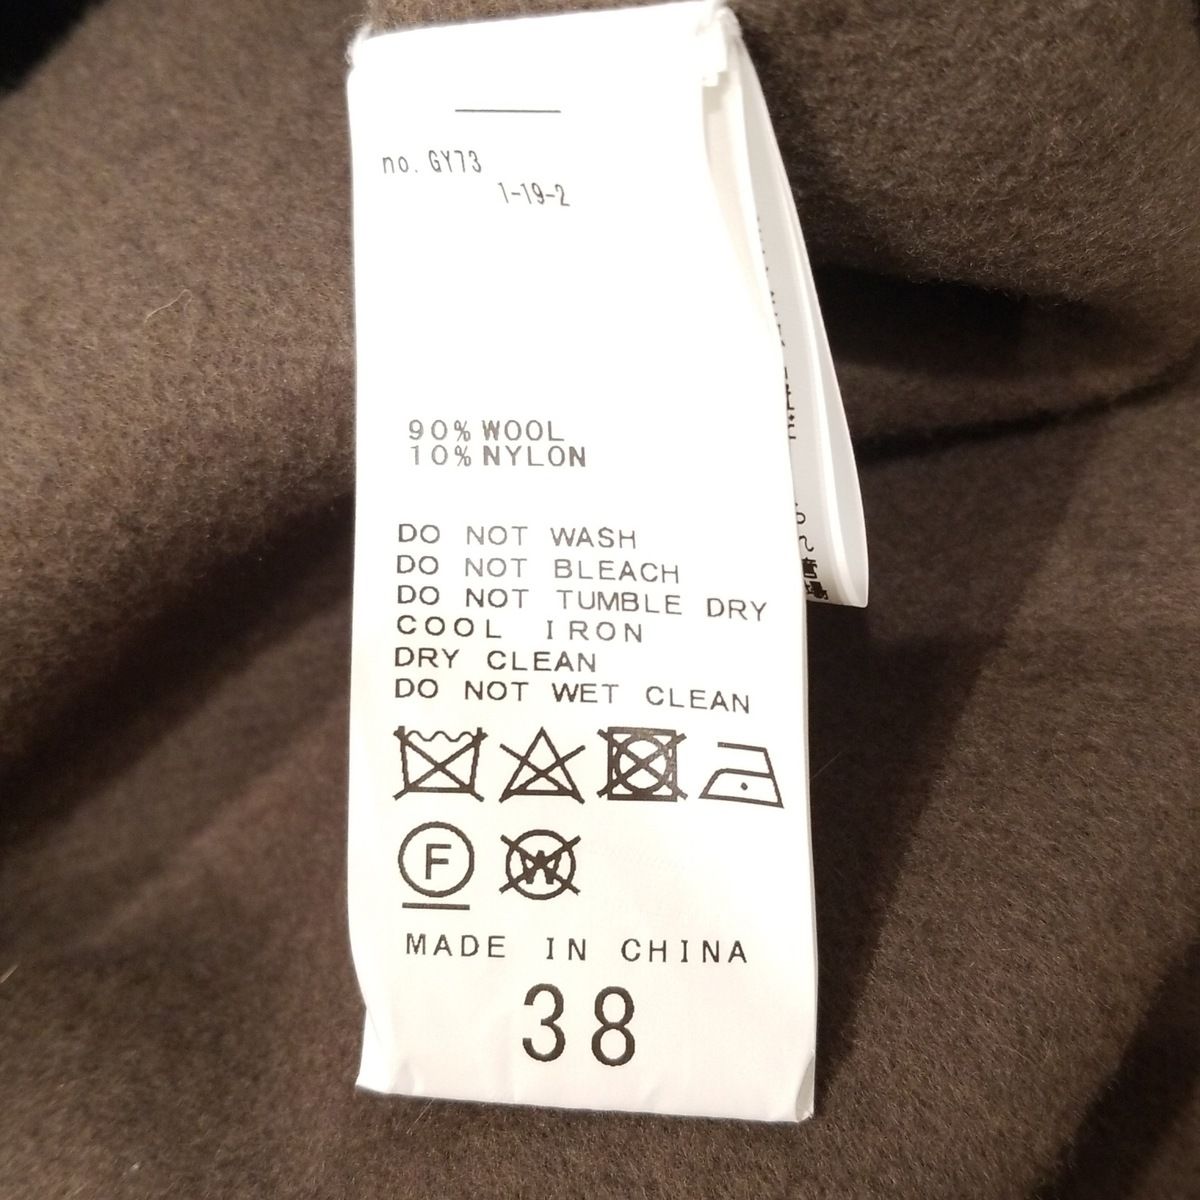 no. GY73
1-19-2
90% WOOL
10% NYLON
DO NOT WASH
DO NOT BLEACH
DO NOT TUMBLE DRY
COOL IRON
DRY CLEAN
DO NOT WET CLEAN
F
W
MADE IN CHINA
38